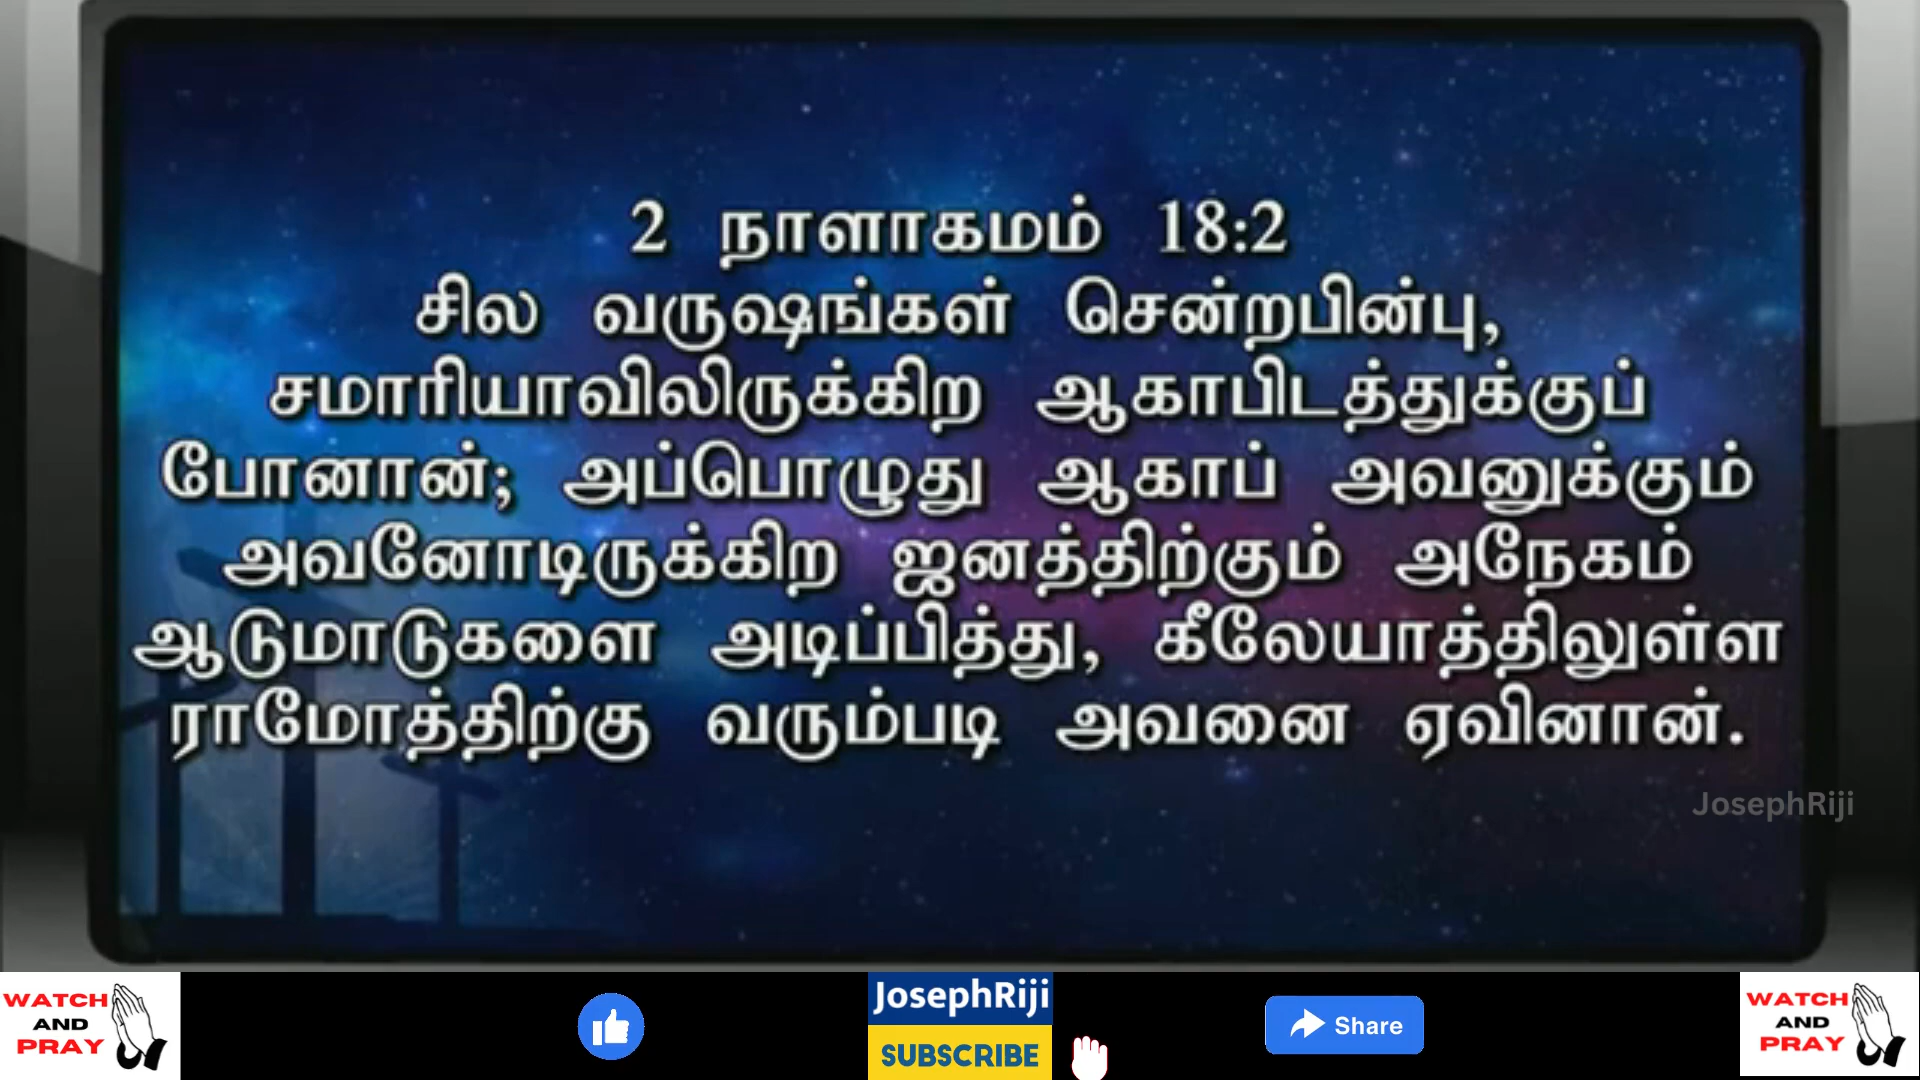 2 நாளாகமம் 18:2
சில வருஷங்கள் சென்றபின்பு,
சமாரியாவிலிருக்கிற ஆகாபிடத்துக்குப்
போனான்; அப்பொழுது ஆகாப் அவனுக்கும்
அவனோடிருக்கிற ஜனத்திற்கும் அநேகம்
ஆடுமாடுகளை அடிப்பித்து, கீலேயாத்திலுள்ள
ராமோத்திற்கு வரும்படி அவனை ஏவினான்.
JosephRiji
WATCH
AND
PRAY
JosephRiji
SUBSCRIBE
Share
WATCH
AND
PRAY